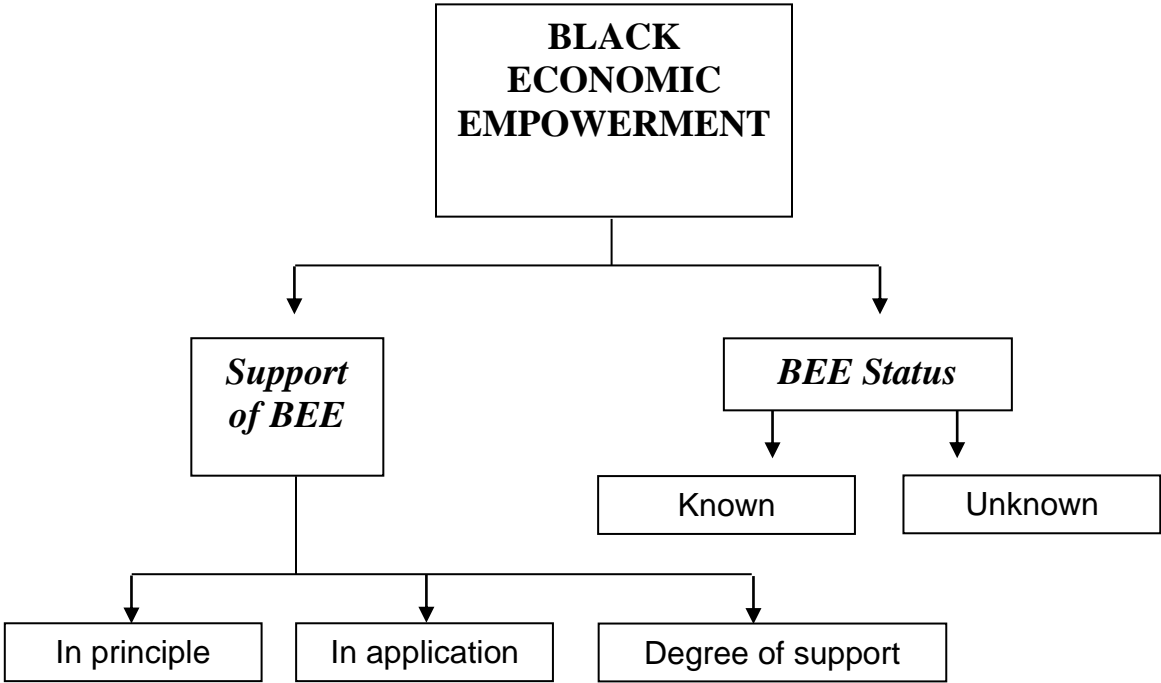 BLACK
ECONOMIC
EMPOWERMENT
Support
of BEE
BEE Status
Known
Unknown
In principle
In application
Degree of support